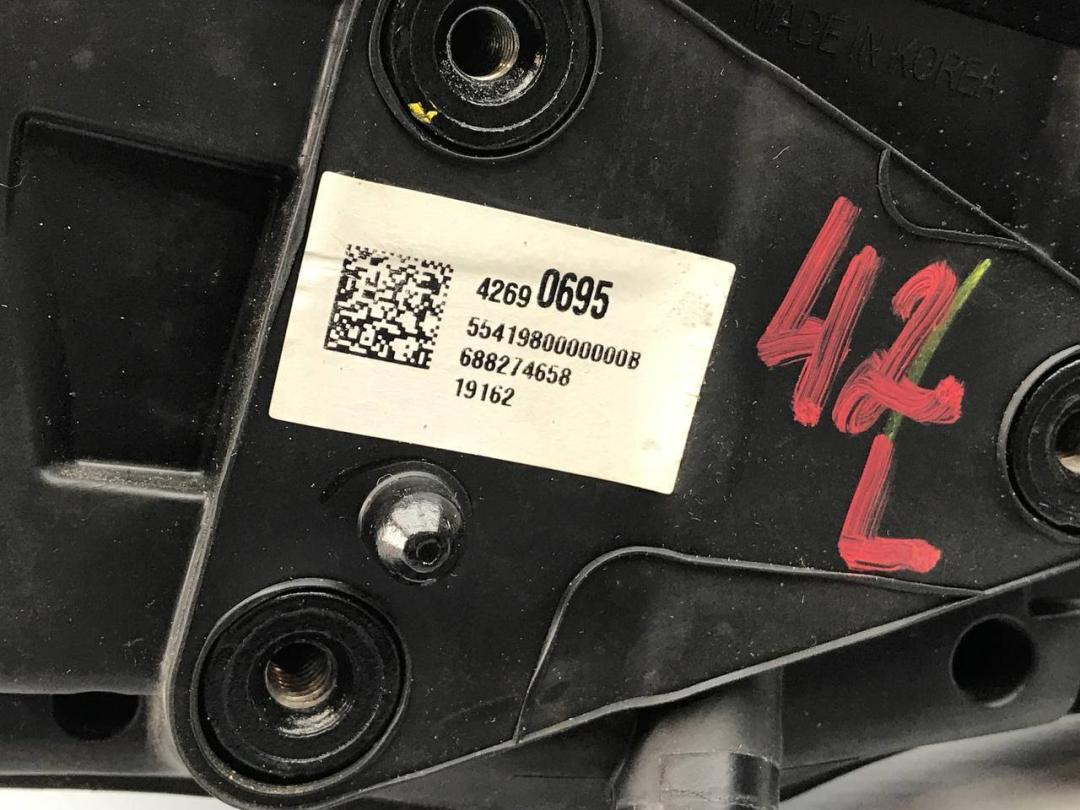 MADE IN KOREA
4269 0695
5541980000000B
688274658
19162
42
L